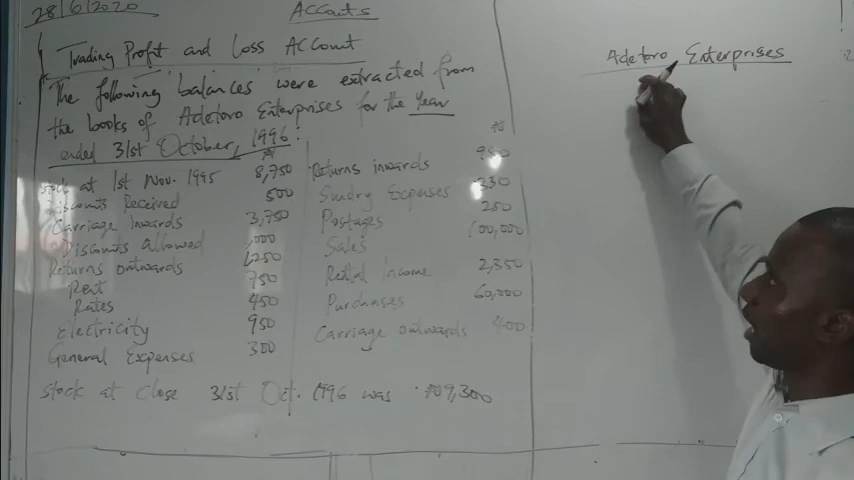 28/6/2020
Accounts
Trading Profit and Loss Account
The following balances were extracted from
the books of Adetoro Enterprises for the Year
ended 31st October, 1996:
₦
Stock at 1st Nov. 1995 8,750
Discounts Received 500
Carriage Inwards 3,750
Discounts Allowed ,000
Returns outwards 1,250
Rent 750
Rates 450
Electricity 950
General Expenses 300
₦
Returns inwards
Sundry Expenses 330
Postages 250
Sales 100,000
Rental Income 2,350
Purchases 60,000
Carriage outwards 400
Stock at close 31st Oct. 1996 was ₦9,300
Adetoro Enterprises